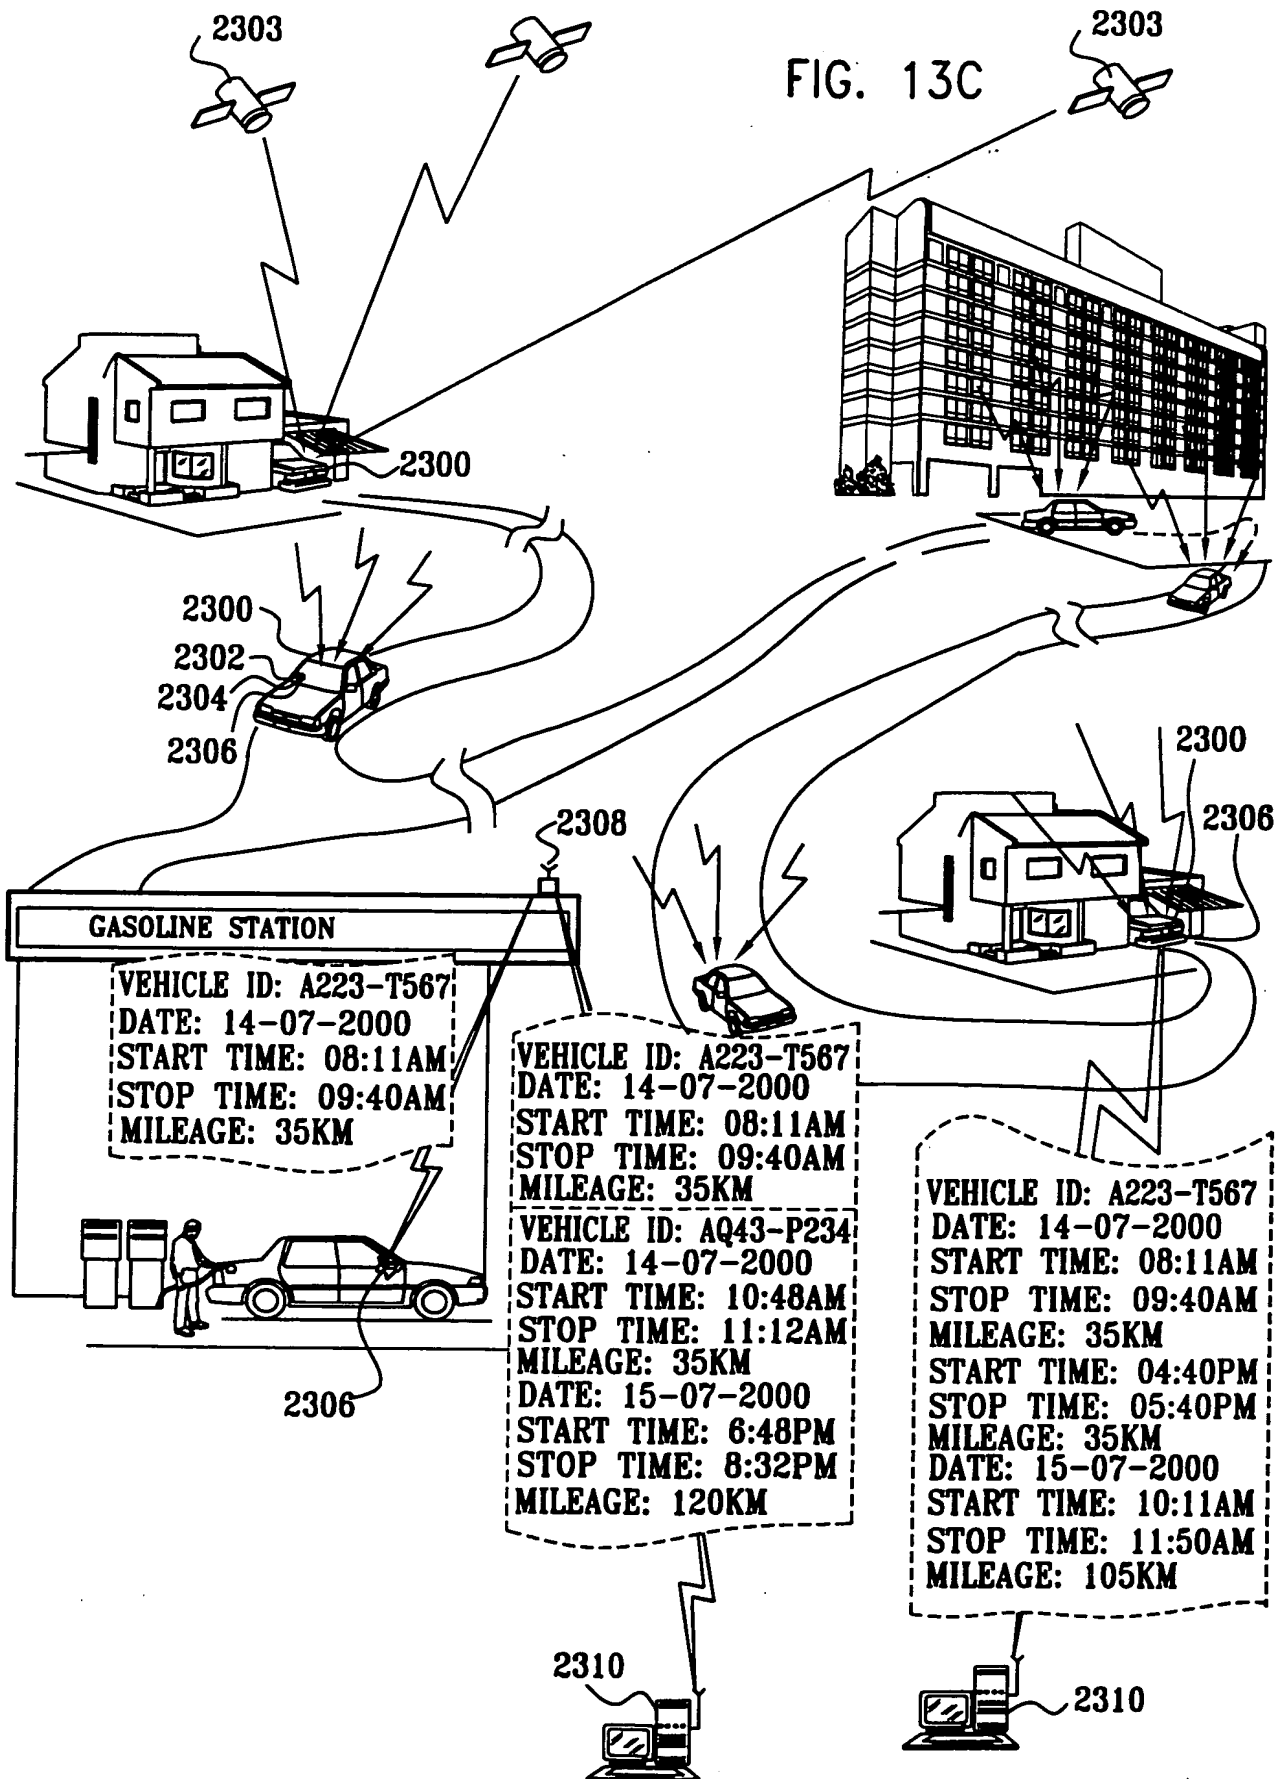 2303
2303
FIG. 13C
2300
2300
2302
2304
2306
2300
2306
2308
GASOLINE STATION
VEHICLE ID: A223-T567
DATE: 14-07-2000
START TIME: 08:11AM
STOP TIME: 09:40AM
MILEAGE: 35KM
VEHICLE ID: A223-T567
DATE: 14-07-2000
START TIME: 08:11AM
STOP TIME: 09:40AM
MILEAGE: 35KM
VEHICLE ID: AQ43-P234
DATE: 14-07-2000
START TIME: 10:48AM
STOP TIME: 11:12AM
MILEAGE: 35KM
DATE: 15-07-2000
START TIME: 6:48PM
STOP TIME: 8:32PM
MILEAGE: 120KM
VEHICLE ID: A223-T567
DATE: 14-07-2000
START TIME: 08:11AM
STOP TIME: 09:40AM
MILEAGE: 35KM
START TIME: 04:40PM
STOP TIME: 05:40PM
MILEAGE: 35KM
DATE: 15-07-2000
START TIME: 10:11AM
STOP TIME: 11:50AM
MILEAGE: 105KM
2306
2310
2310